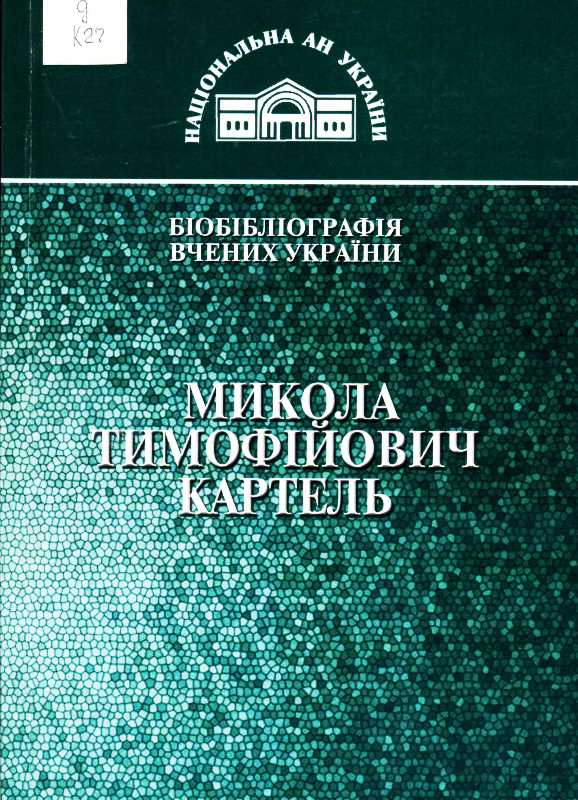 9
К27
НАЦІОНАЛЬНА АН УКРАЇНИ
БІОБІБЛІОГРАФІЯ
ВЧЕНИХ УКРАЇНИ
МИКОЛА
ТИМОФІЙОВИЧ
КАРТЕЛЬ